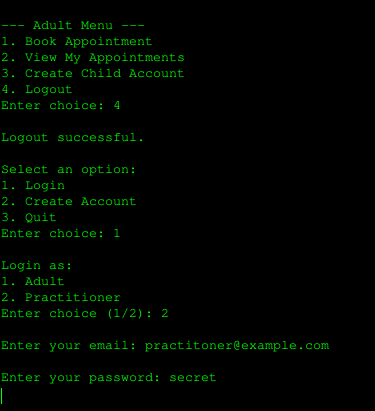 --- Adult Menu ---
1. Book Appointment
2. View My Appointments
3. Create Child Account
4. Logout
Enter choice: 4
Logout successful.
Select an option:
1. Login
2. Create Account
3. Quit
Enter choice: 1
Login as:
1. Adult
2. Practitioner
Enter choice (1/2): 2
Enter your email: practitoner@example.com
Enter your password: secret